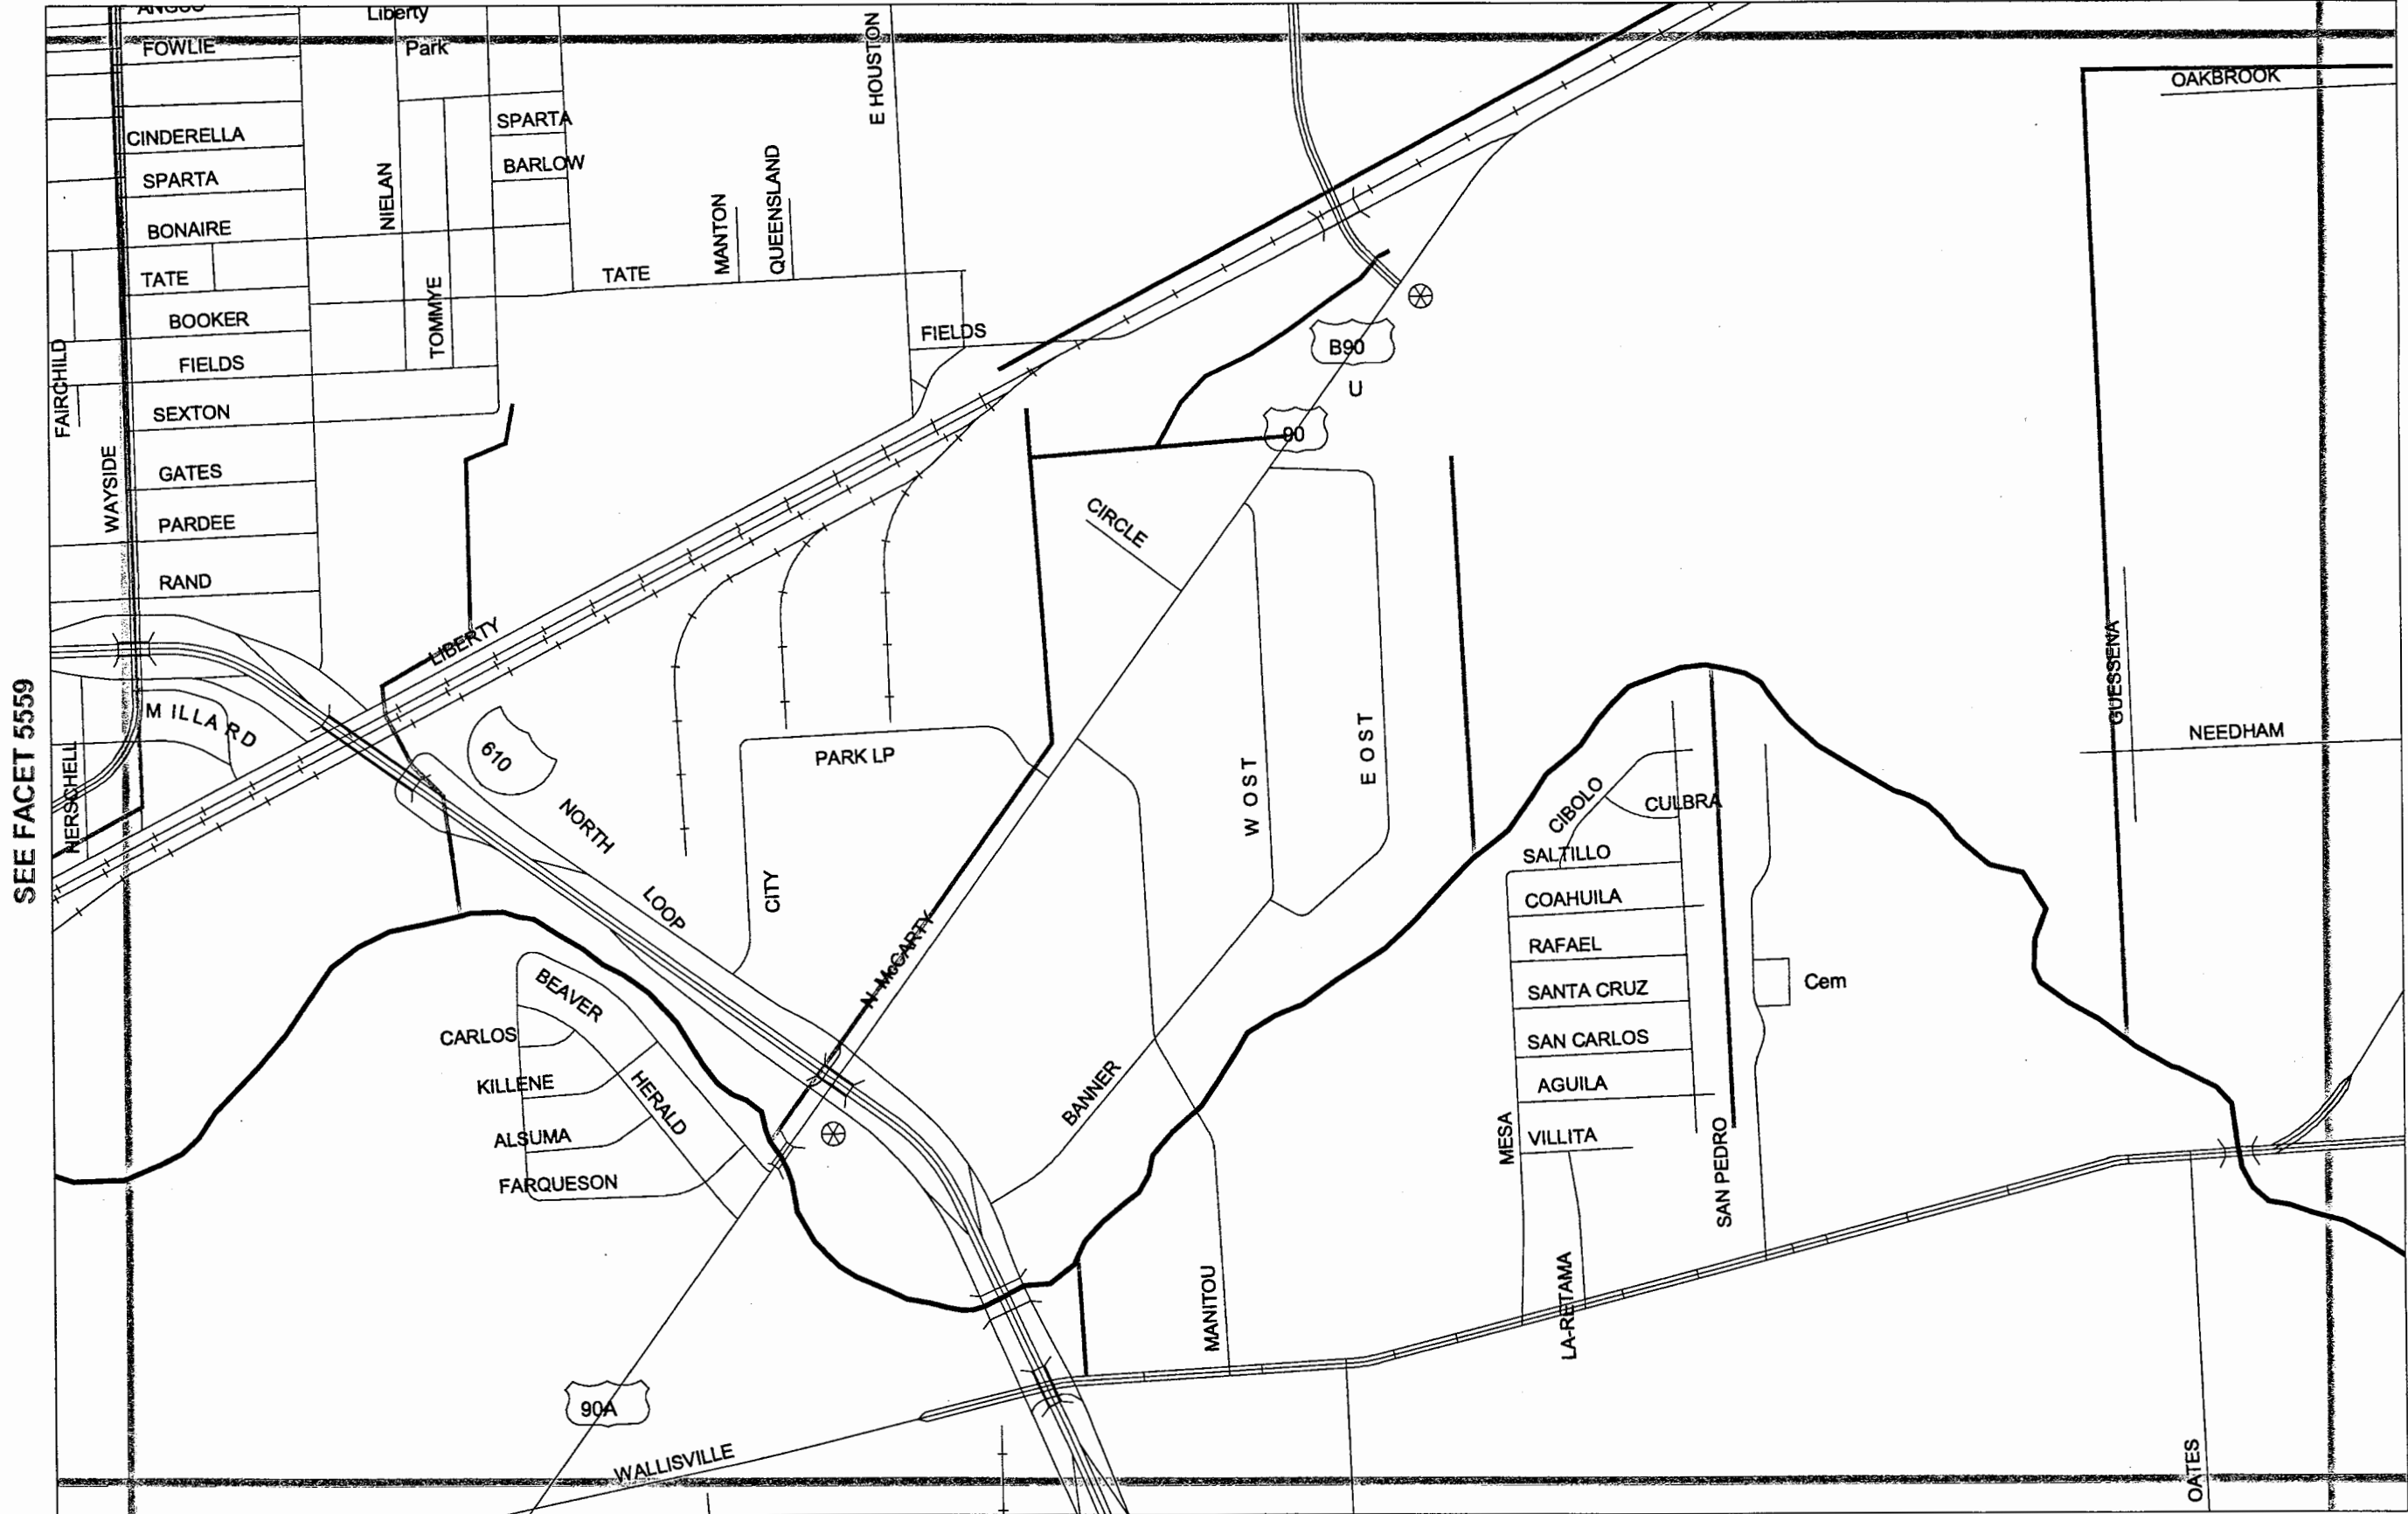 ANGUS
Liberty
Park
FOWLIE
E HOUSTON
OAKBROOK
CINDERELLA
SPARTA
BARLOW
SPARTA
NIELAN
MANTON
QUEENSLAND
BONAIRE
TATE
TATE
TOMMYE
BOOKER
FIELDS
B90
FAIRCHILD
FIELDS
U
SEXTON
90
WAYSIDE
GATES
CIRCLE
PARDEE
RAND
LIBERTY
GUESSENA
SEE FACET 5559
MILLARD
610
PARK LP
W OST
E OST
NEEDHAM
HERSCHELL
NORTH
CIBOLO
CULBRA
SALTILLO
CITY
LOOP
COAHUILA
N McCARTY
RAFAEL
BEAVER
SANTA CRUZ
Cem
CARLOS
SAN CARLOS
KILLENE
HERALD
BANNER
AGUILA
ALSUMA
MESA
VILLITA
SAN PEDRO
FARQUESON
MANITOU
LA-RETAMA
90A
WALLISVILLE
OATES